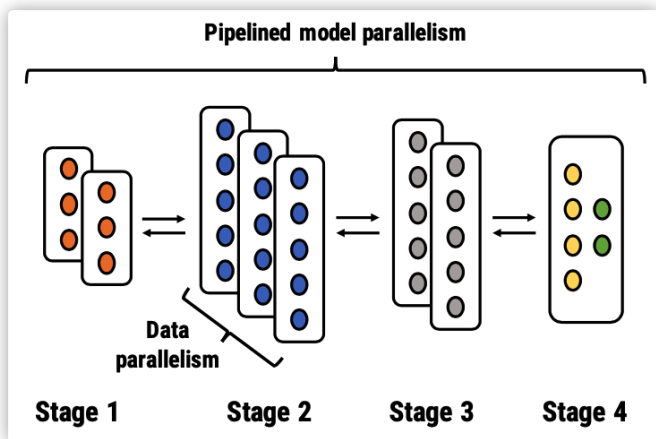 Pipelined model parallelism
Data
parallelism
Stage 1
Stage 2
Stage 3
Stage 4